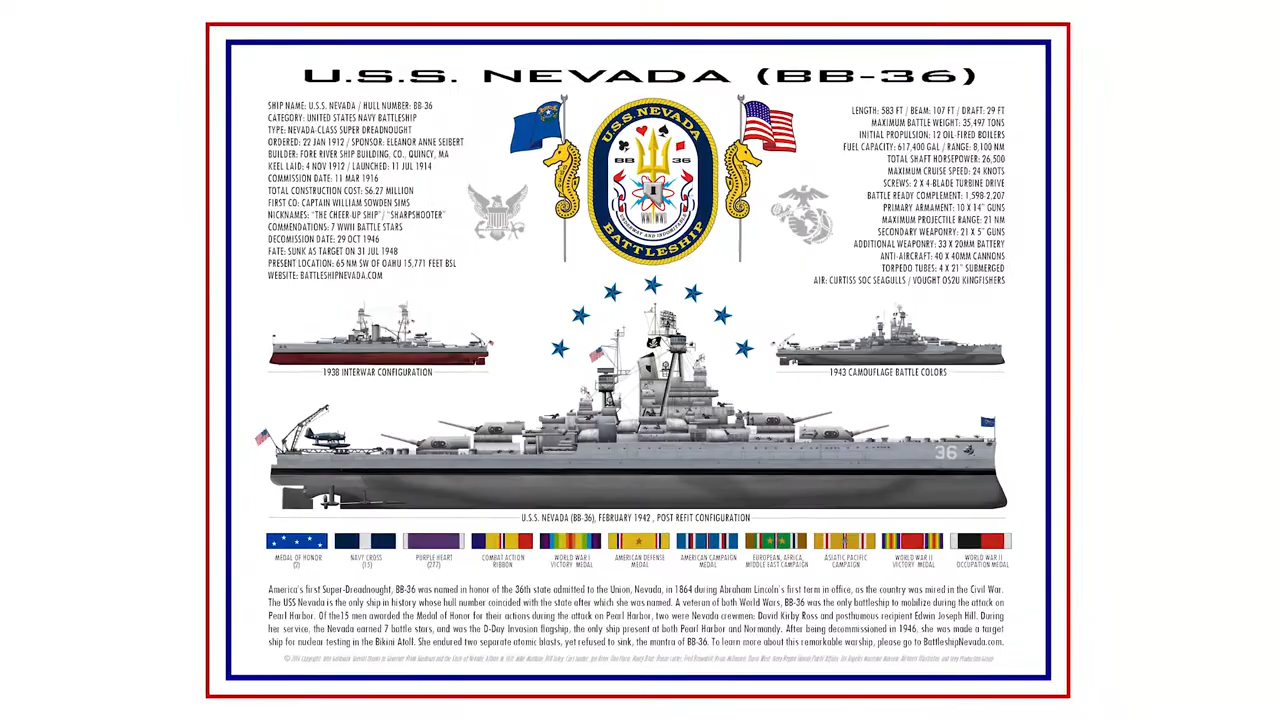 U.S.S. NEVADA (BB-36)
SHIP NAME: U.S.S. NEVADA / HULL NUMBER: BB-36
CATEGORY: UNITED STATES NAVY BATTLESHIP
TYPE: NEVADA-CLASS SUPER DREADNOUGHT
ORDERED: 22 JAN 1912 / SPONSOR: ELEANOR ANNE SEIBERT
BUILDER: FORE RIVER SHIP BUILDING, CO., QUINCY, MA
KEEL LAID: 4 NOV 1912 / LAUNCHED: 11 JUL 1914
COMMISSION DATE: 11 MAR 1916
TOTAL CONSTRUCTION COST: $6.27 MILLION
FIRST CO: CAPTAIN WILLIAM SOWDEN SIMS
NICKNAMES: "THE CHEER-UP SHIP"/ "SHARPSHOOTER"
COMMENDATIONS: 7 WWII BATTLE STARS
DECOMISSION DATE: 29 OCT 1946
FATE: SUNK AS TARGET ON 31 JUL 1948
PRESENT LOCATION: 65 NM SW OF OAHU 15,771 FEET BSL
WEBSITE: BATTLESHIPNEVADA.COM
U.S.S. NEVADA
BB 36
WWI WWII
BATTLESHIP
LENGTH: 583 FT / BEAM: 107 FT / DRAFT: 29 FT
MAXIMUM BATTLE WEIGHT: 35,497 TONS
INITIAL PROPULSION: 12 OIL-FIRED BOILERS
FUEL CAPACITY: 617,400 GAL / RANGE: 8,100 NM
TOTAL SHAFT HORSEPOWER: 26,500
MAXIMUM CRUISE SPEED: 24 KNOTS
SCREWS: 2 X 4-BLADE TURBINE DRIVE
BATTLE READY COMPLEMENT: 1,598-2,207
PRIMARY ARMAMENT: 10 X 14" GUNS
MAXIMUM PROJECTILE RANGE: 21 NM
SECONDARY WEAPONRY: 21 X 5" GUNS
ADDITIONAL WEAPONRY: 33 X 20MM BATTERY
ANTI-AIRCRAFT: 40 X 40MM CANNONS
TORPEDO TUBES: 4 X 21" SUBMERGED
AIR: CURTISS SOC SEAGULLS / VOUGHT OS2U KINGFISHERS
1938 INTERWAR CONFIGURATION
1943 CAMOUFLAGE BATTLE COLORS
36
U.S.S. NEVADA (BB-36), FEBRUARY 1942 , POST REFIT CONFIGURATION
MEDAL OF HONOR (2)
NAVY CROSS (15)
PURPLE HEART (277)
COMBAT ACTION RIBBON
WORLD WAR I VICTORY MEDAL
AMERICAN DEFENSE MEDAL
AMERICAN CAMPAIGN MEDAL
EUROPEAN, AFRICA, MIDDLE EAST CAMPAIGN
ASIATIC PACIFIC CAMPAIGN
WORLD WAR II VICTORY MEDAL
WORLD WAR II OCCUPATION MEDAL
America's first Super-Dreadnought, BB-36 was named in honor of the 36th state admitted to the Union, Nevada, in 1864 during Abraham Lincoln's first term in office, as the country was mired in the Civil War.
The USS Nevada is the only ship in history whose hull number coincided with the state after which she was named. A veteran of both World Wars, BB-36 was the only battleship to mobilize during the attack on
Pearl Harbor. Of the15 men awarded the Medal of Honor for their actions during the attack on Pearl Harbor, two were Nevada crewmen: David Kirby Ross and posthumous recipient Edwin Joseph Hill. During
her service, the Nevada earned 7 battle stars, and was the D-Day Invasion flagship, the only ship present at both Pearl Harbor and Normandy. After being decommissioned in 1946, she was made a target
ship for nuclear testing in the Bikini Atoll. She endured two separate atomic blasts, yet refused to sink, the mantra of BB-36. To learn more about this remarkable warship, please go to BattleshipNevada.com.